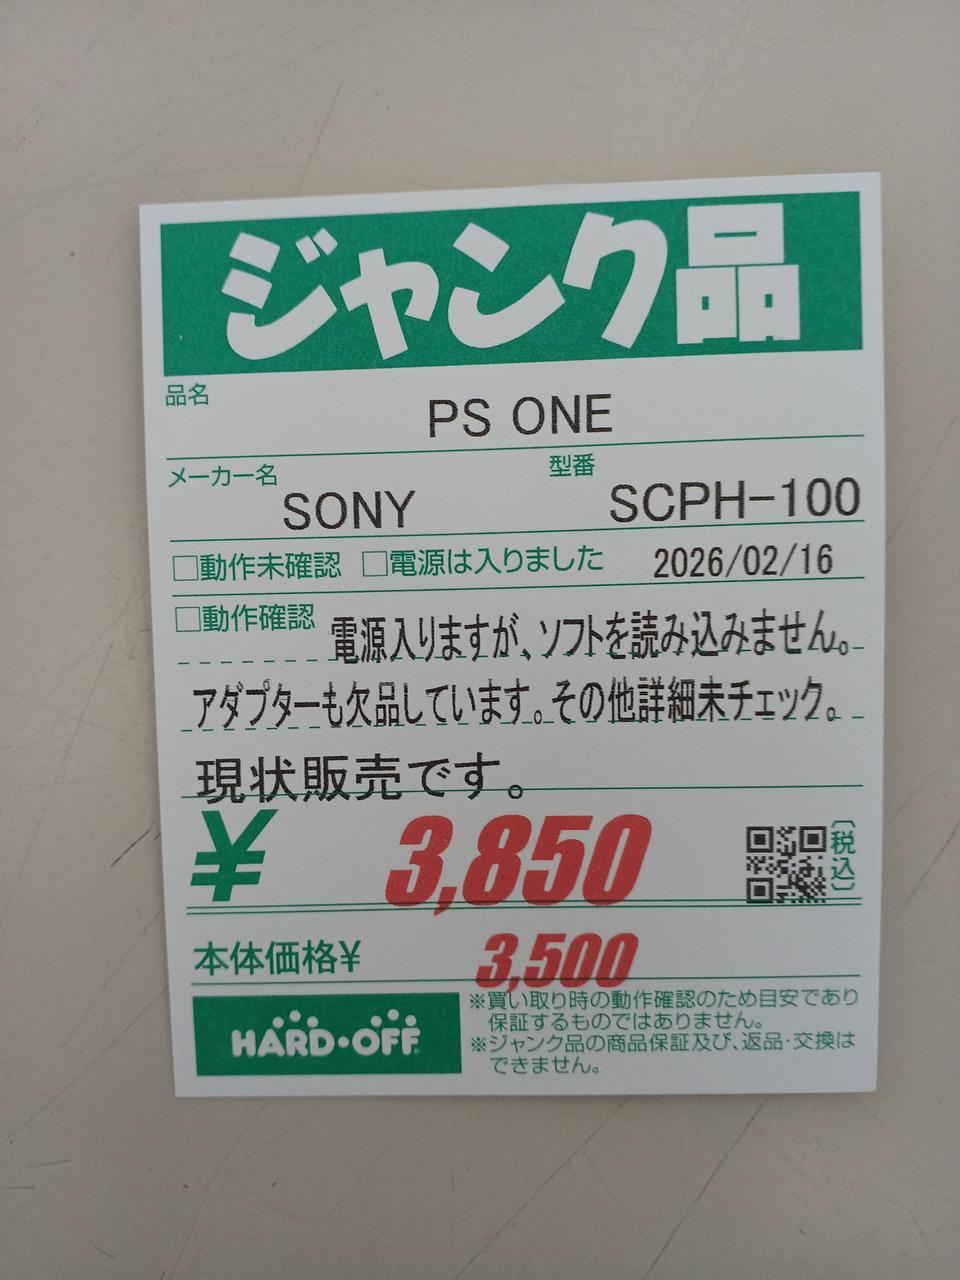 ジャンク品
品名
PS ONE
メーカー名 型番
SONY SCPH-100
□動作未確認 □電源は入りました 2026/02/16
□動作確認 電源入りますが、ソフトを読み込みません。
アダプターも欠品しています。その他詳細未チェック。
現状販売です。
¥ 3,850 〔税込〕
本体価格¥ 3,500
※買い取り時の動作確認のため目安であり
保証するものではありません。
※ジャンク品の商品保証及び、返品・交換は
できません。
HARD・OFF